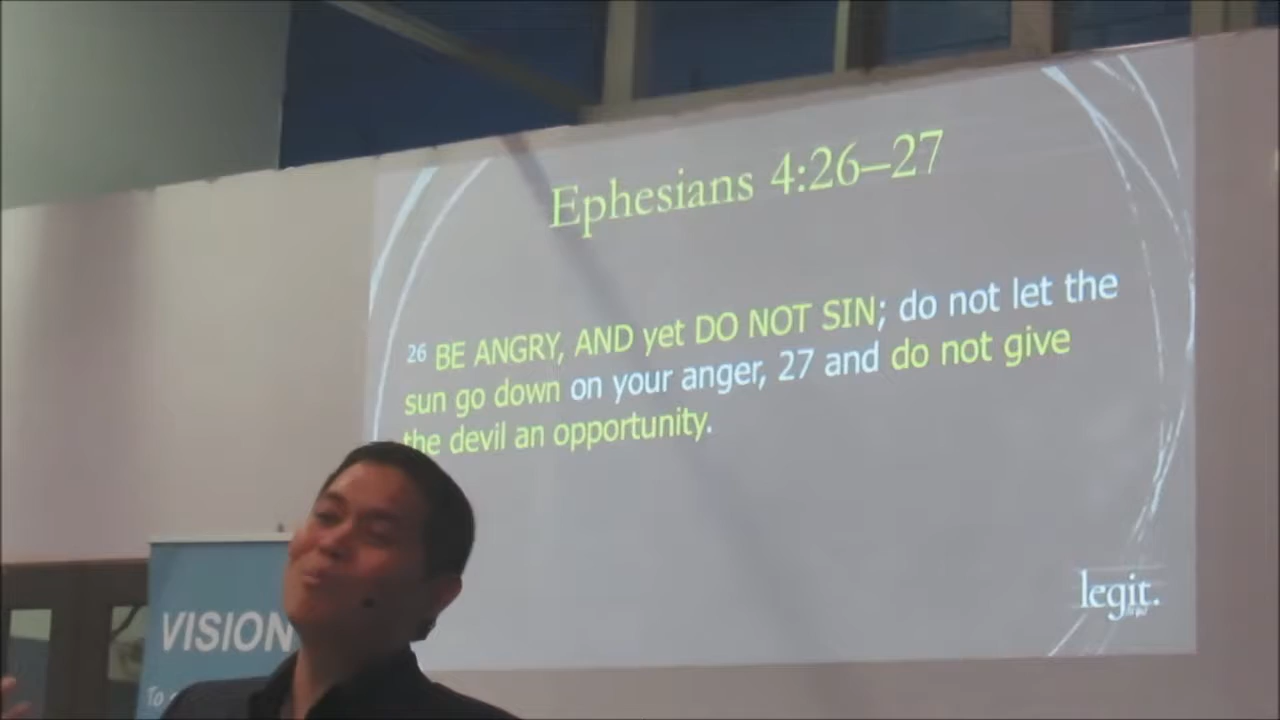 Ephesians 4:26–27
26 BE ANGRY, AND yet DO NOT SIN; do not let the
sun go down on your anger, 27 and do not give
the devil an opportunity.
legit.
VISION
To